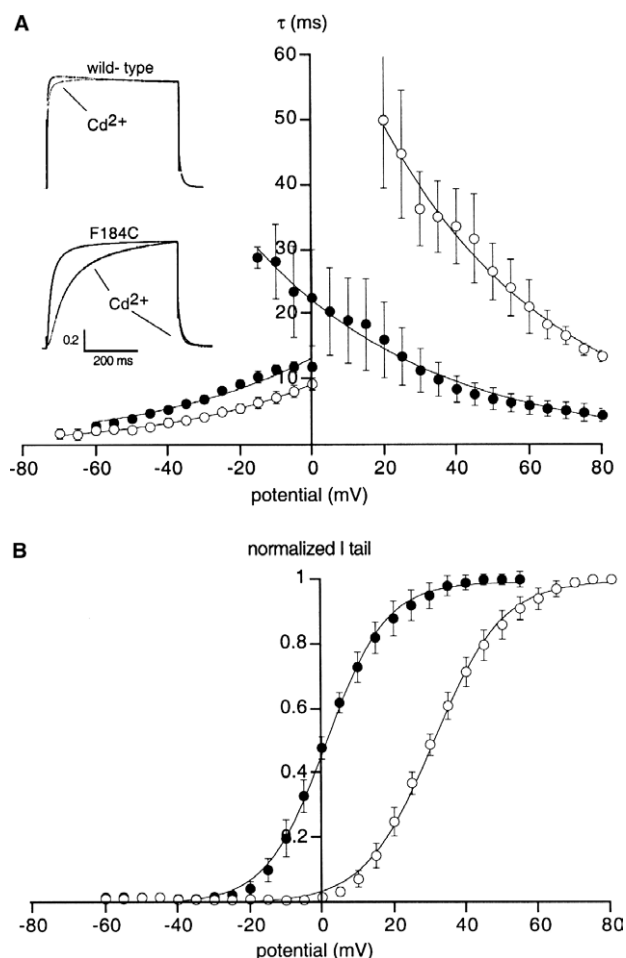 A
τ (ms)
60
50
40
30
20
10
wild- type
Cd2+
F184C
Cd2+
0.2
200 ms
-80 -60 -40 -20 0 20 40 60 80
potential (mV)
B
normalized I tail
1
0.8
0.6
0.4
0.2
-80 -60 -40 -20 0 20 40 60 80
potential (mV)